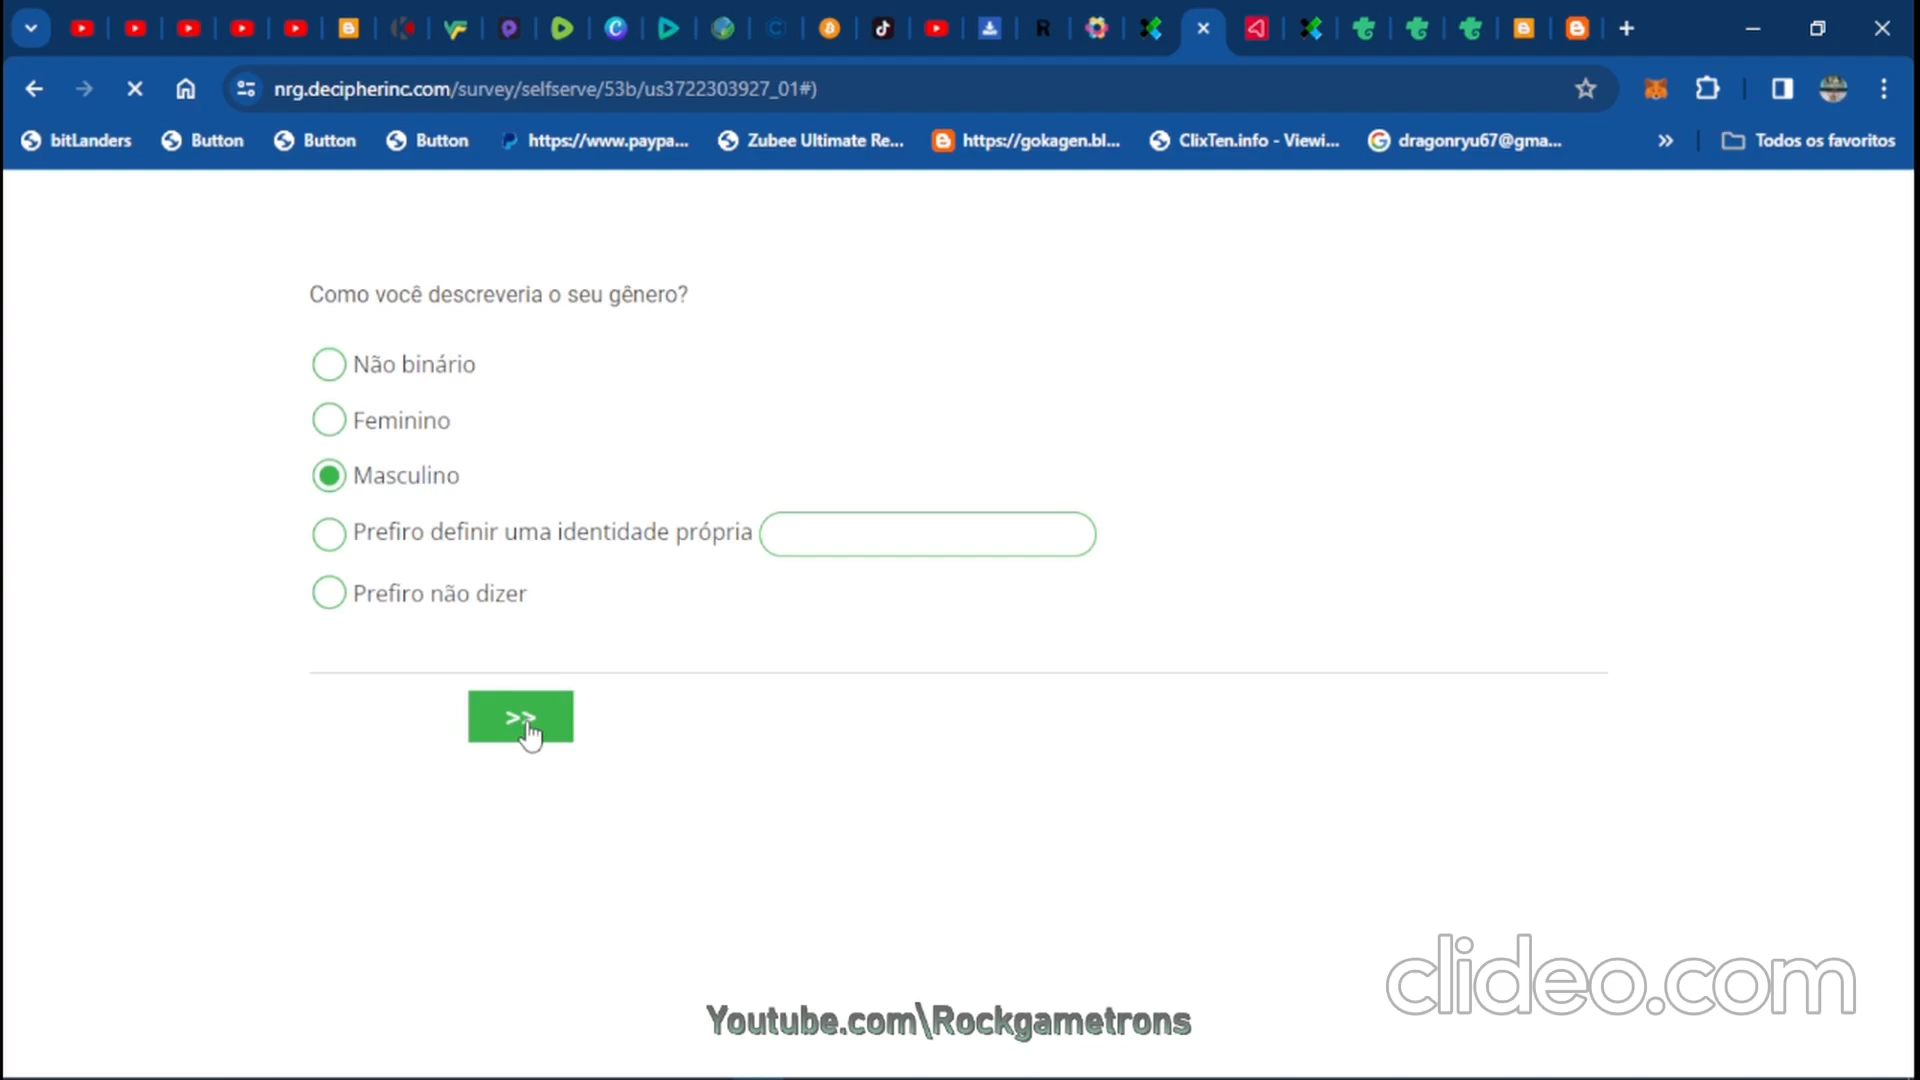 nrg.decipherinc.com/survey/selfserve/53b/us3722303927_01#)
bitLanders Button Button Button https://www.paypa... Zubee Ultimate Re... https://gokagen.bl... ClixTen.info - Viewi... dragonryu67@gma... » Todos os favoritos
Como você descreveria o seu gênero?
Não binário
Feminino
Masculino
Prefiro definir uma identidade própria
Prefiro não dizer
>>
clideo.com
Youtube.com\Rockgametrons